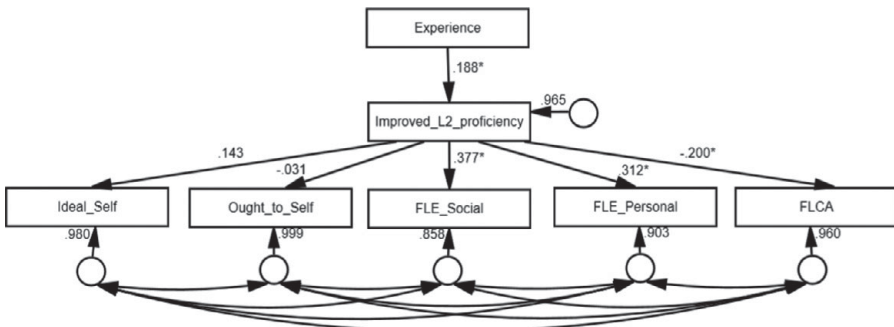 Experience
.188*
.965
Improved_L2_proficiency
.143
-.031
.377*
.312*
-.200*
Ideal_Self
Ought_to_Self
FLE_Social
FLE_Personal
FLCA
.980
.999
.858
.903
.960